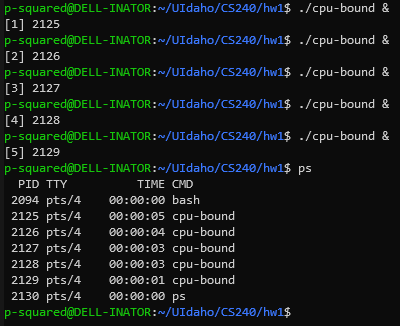 p-squared@DELL-INATOR:~/UIdaho/CS240/hw1$ ./cpu-bound &
[1] 2125
p-squared@DELL-INATOR:~/UIdaho/CS240/hw1$ ./cpu-bound &
[2] 2126
p-squared@DELL-INATOR:~/UIdaho/CS240/hw1$ ./cpu-bound &
[3] 2127
p-squared@DELL-INATOR:~/UIdaho/CS240/hw1$ ./cpu-bound &
[4] 2128
p-squared@DELL-INATOR:~/UIdaho/CS240/hw1$ ./cpu-bound &
[5] 2129
p-squared@DELL-INATOR:~/UIdaho/CS240/hw1$ ps
  PID TTY          TIME CMD
 2094 pts/4    00:00:00 bash
 2125 pts/4    00:00:05 cpu-bound
 2126 pts/4    00:00:04 cpu-bound
 2127 pts/4    00:00:03 cpu-bound
 2128 pts/4    00:00:03 cpu-bound
 2129 pts/4    00:00:01 cpu-bound
 2130 pts/4    00:00:00 ps
p-squared@DELL-INATOR:~/UIdaho/CS240/hw1$